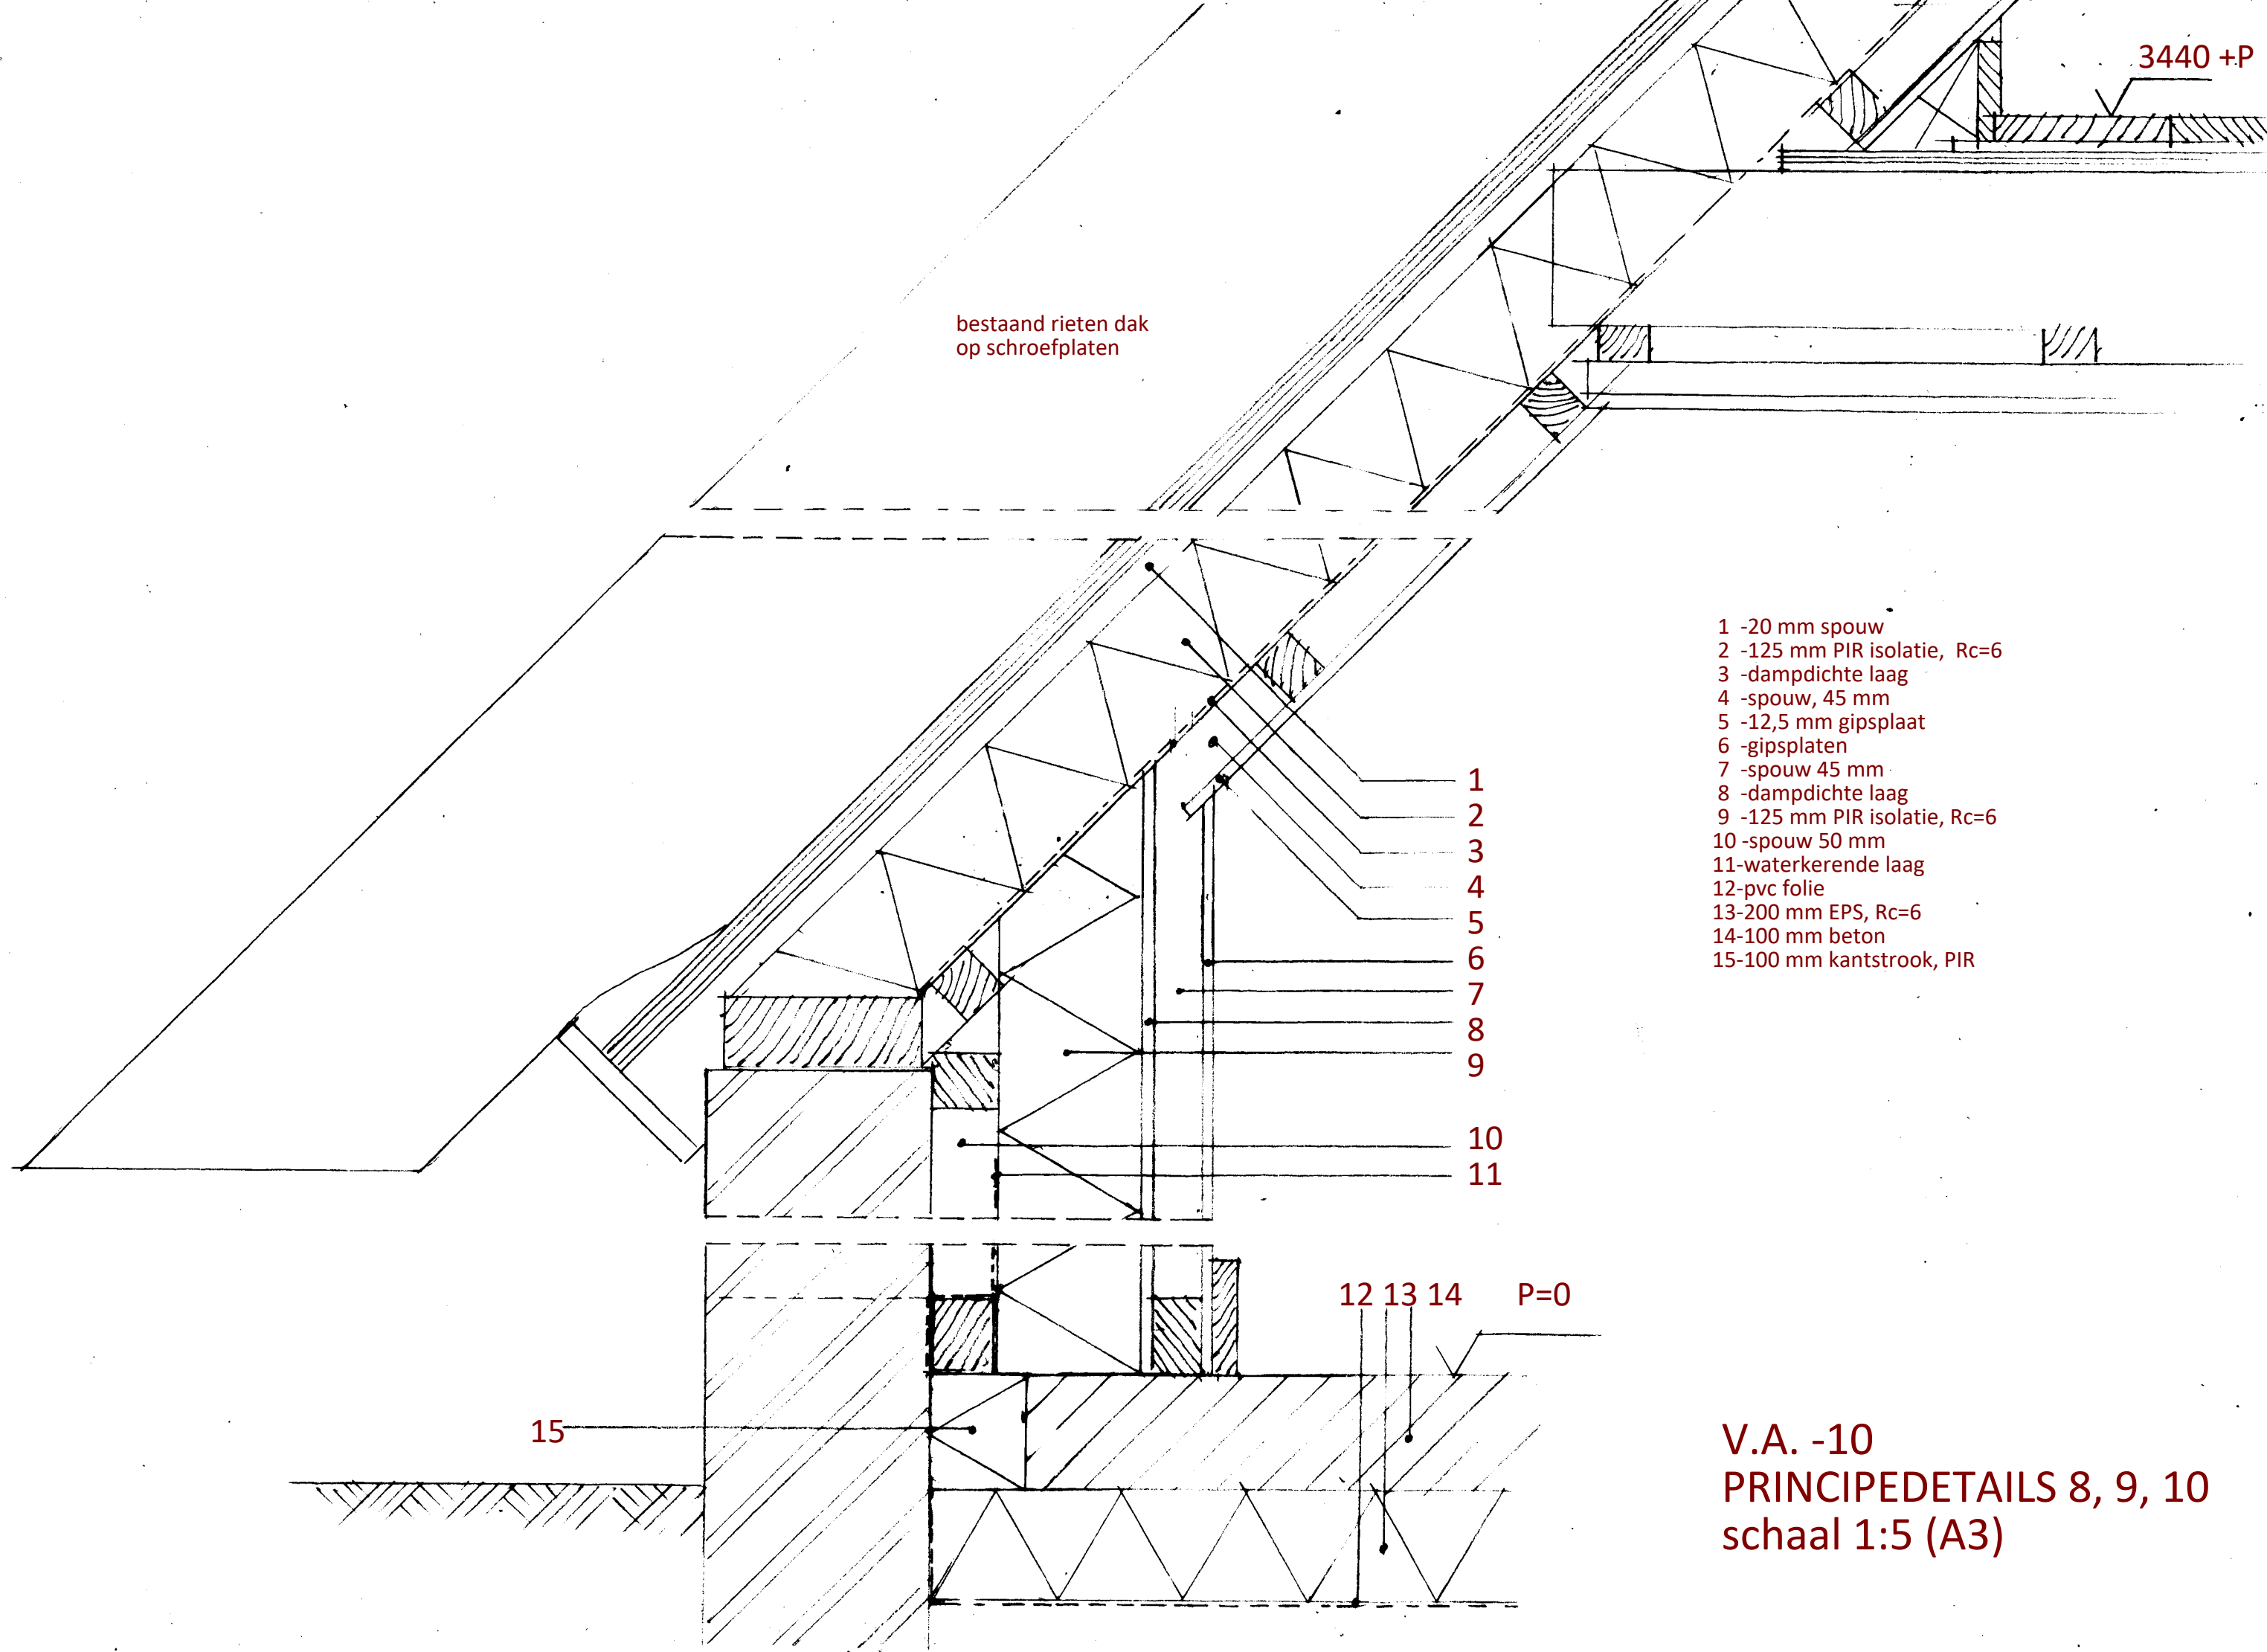 3440 +P
bestaand rieten dak
op schroefplaten
1 -20 mm spouw
2 -125 mm PIR isolatie, Rc=6
3 -dampdichte laag
4 -spouw, 45 mm
5 -12,5 mm gipsplaat
6 -gipsplaten
7 -spouw 45 mm
8 -dampdichte laag
9 -125 mm PIR isolatie, Rc=6
10 -spouw 50 mm
11-waterkerende laag
12-pvc folie
13-200 mm EPS, Rc=6
14-100 mm beton
15-100 mm kantstrook, PIR
1
2
3
4
5
6
7
8
9
10
11
12 13 14 P=0
15
V.A. -10
PRINCIPEDETAILS 8, 9, 10
schaal 1:5 (A3)